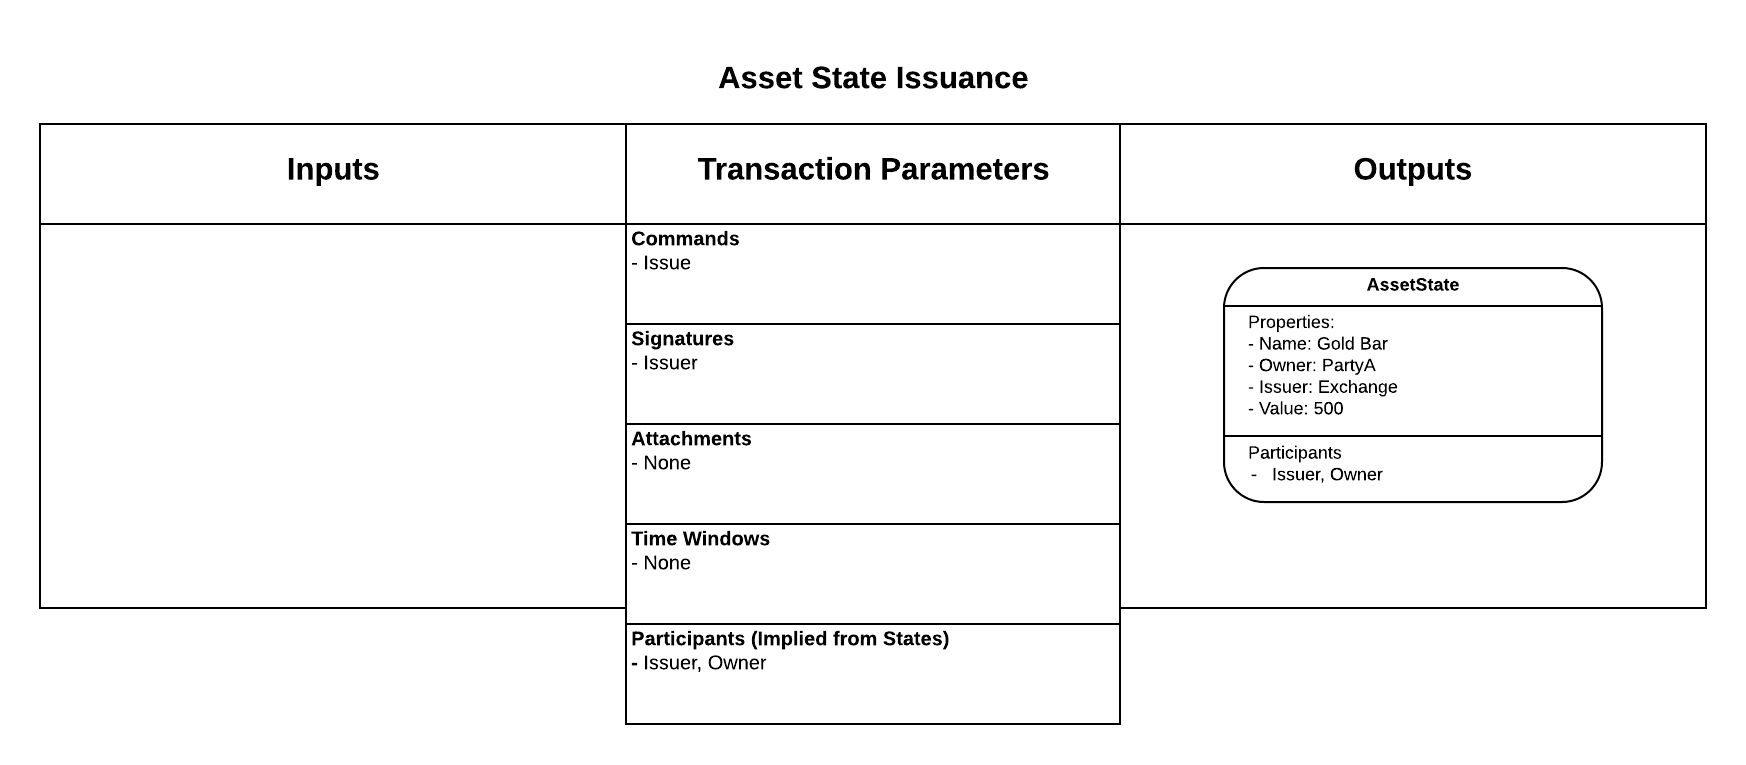 Asset State Issuance
Inputs
Transaction Parameters
Outputs
Commands
- Issue
Signatures
- Issuer
Attachments
- None
Time Windows
- None
Participants (Implied from States)
- Issuer, Owner
AssetState
Properties:
- Name: Gold Bar
- Owner: PartyA
- Issuer: Exchange
- Value: 500
Participants
- Issuer, Owner